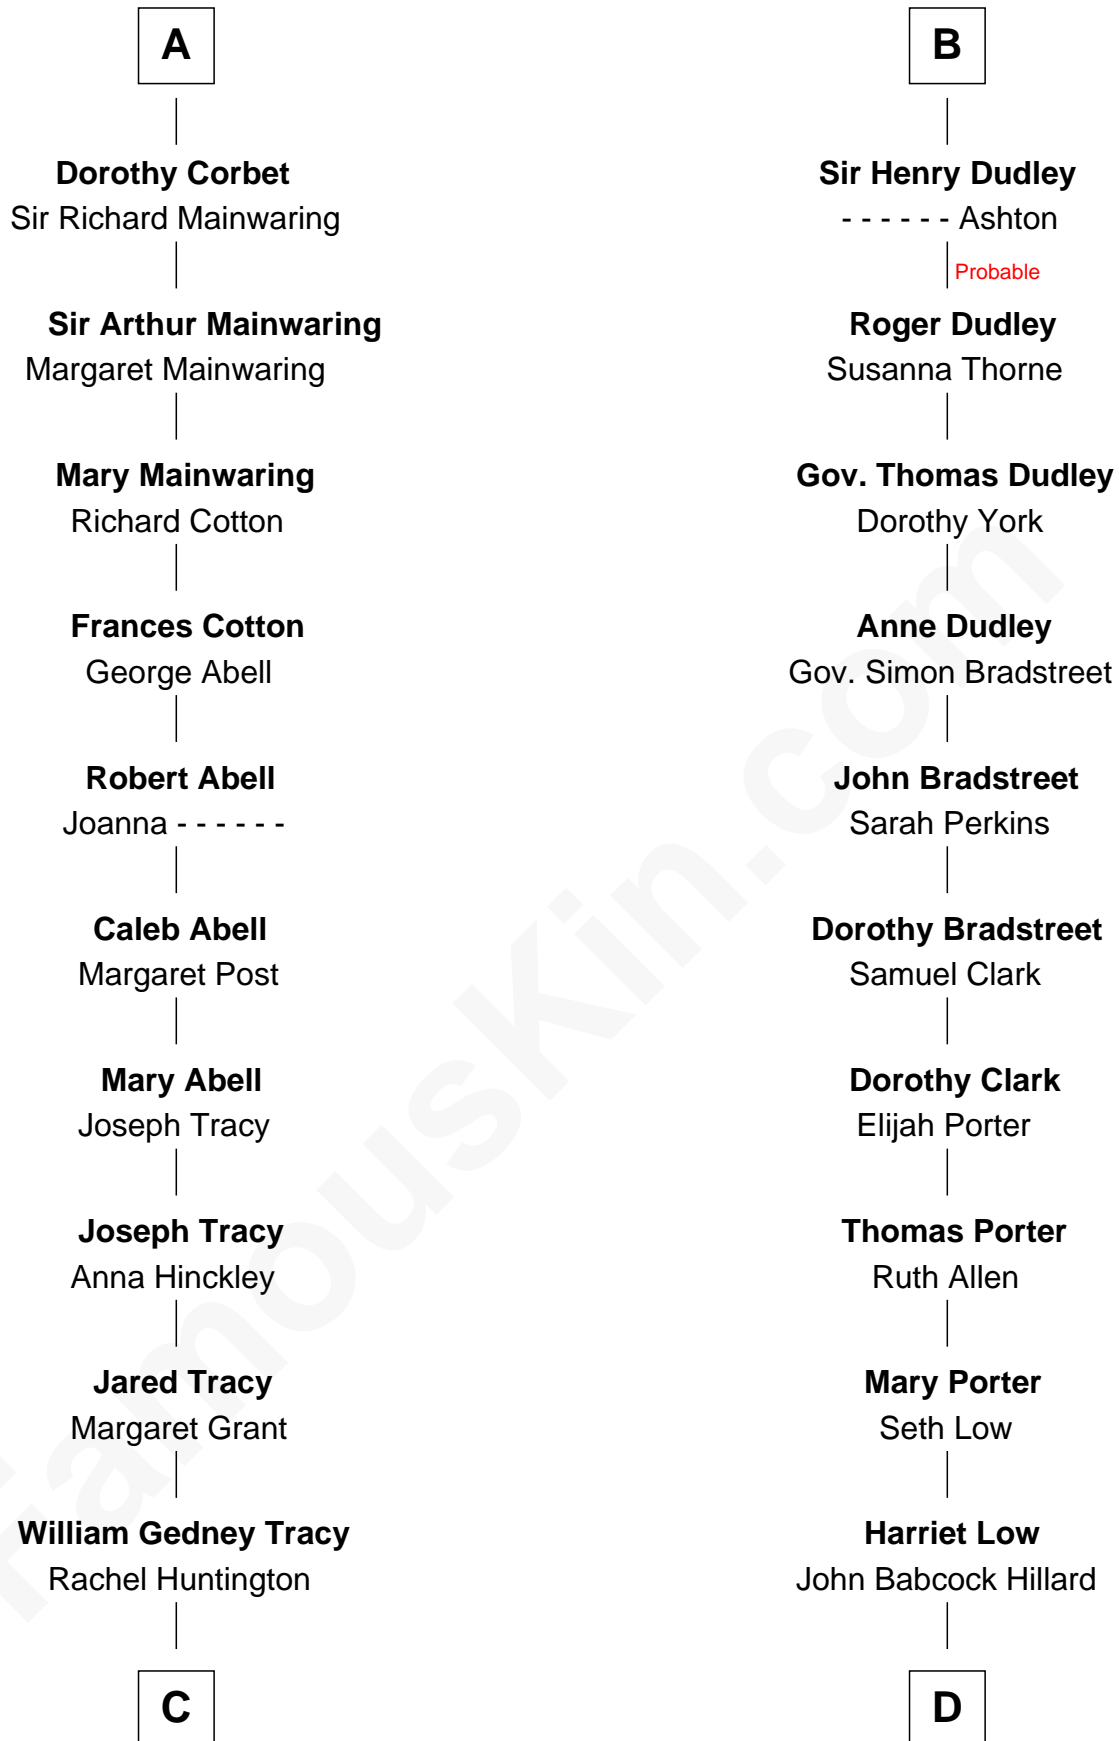 A
Dorothy Corbet
Sir Richard Mainwaring
Sir Arthur Mainwaring
Margaret Mainwaring
Mary Mainwaring
Richard Cotton
Frances Cotton
George Abell
Robert Abell
Joanna - - - - - -
Caleb Abell
Margaret Post
Mary Abell
Joseph Tracy
Joseph Tracy
Anna Hinckley
Jared Tracy
Margaret Grant
William Gedney Tracy
Rachel Huntington
C
B
Sir Henry Dudley
- - - - - - Ashton
Probable
Roger Dudley
Susanna Thorne
Gov. Thomas Dudley
Dorothy York
Anne Dudley
Gov. Simon Bradstreet
John Bradstreet
Sarah Perkins
Dorothy Bradstreet
Samuel Clark
Dorothy Clark
Elijah Porter
Thomas Porter
Ruth Allen
Mary Porter
Seth Low
Harriet Low
John Babcock Hillard
D
FamousKin.com